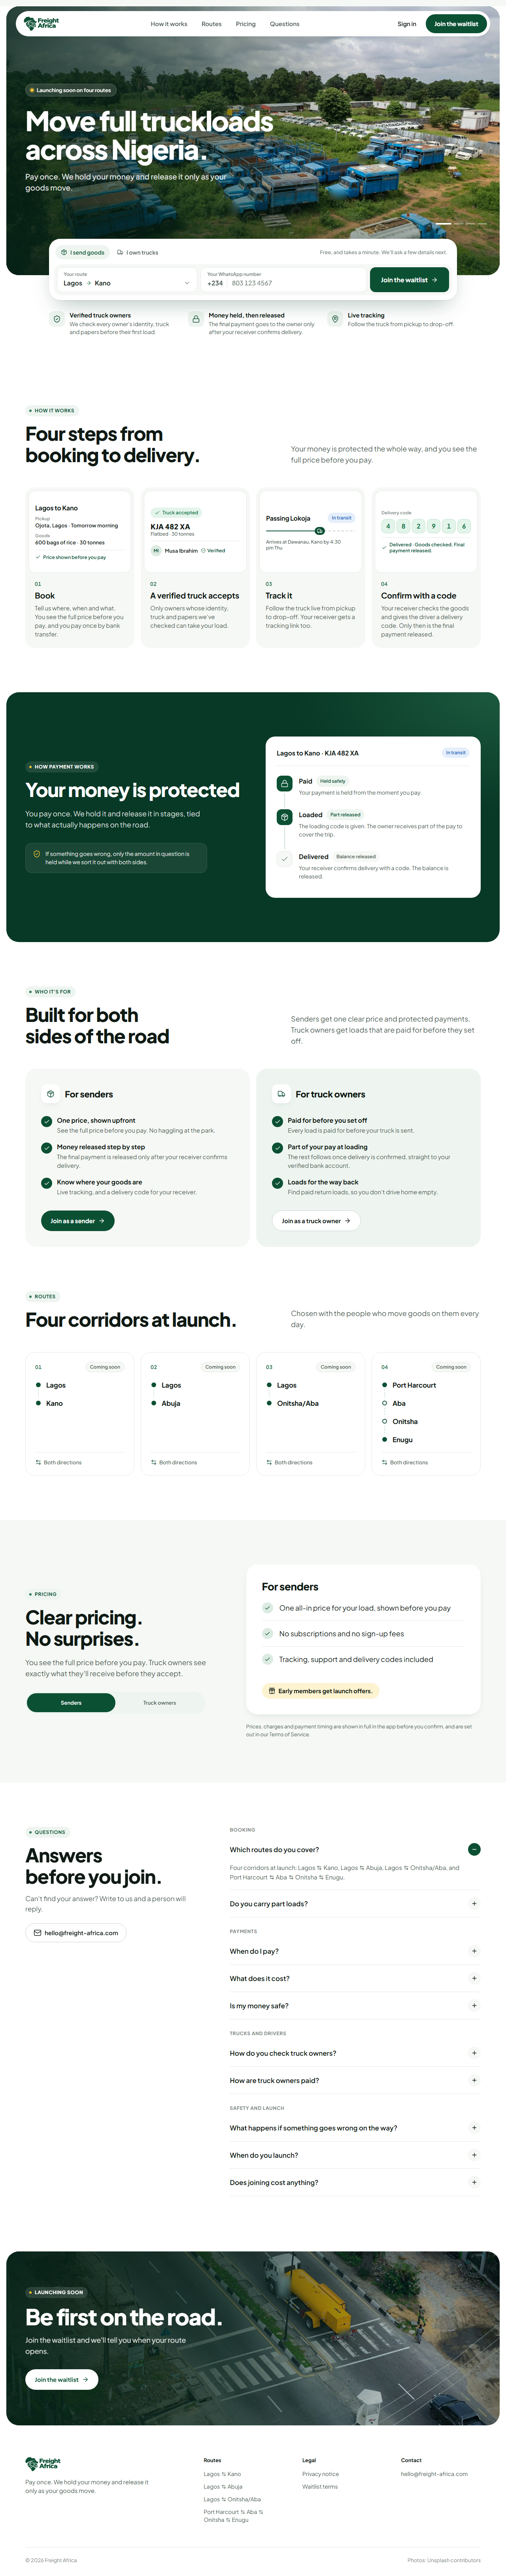 Freight
Africa
How it works
Routes
Pricing
Questions
Sign in
Join the waitlist
Launching soon on four routes
Move full truckloads
across Nigeria.
Pay once. We hold your money and release it only as your
goods move.
I send goods
I own trucks
Free, and takes a minute. We'll ask a few details next.
Your route
Lagos → Kano
Your WhatsApp number
+234 803 123 4567
Join the waitlist →
Verified truck owners
We check every owner's identity, truck
and papers before their first load.
Money held, then released
The final payment goes to the owner only
after your receiver confirms delivery.
Live tracking
Follow the truck from pickup to drop-off.
HOW IT WORKS
Four steps from
booking to delivery.
Your money is protected the whole way, and you see the
full price before you pay.
Lagos to Kano
Pickup
Ojota, Lagos · Tomorrow morning
Goods
600 bags of rice · 30 tonnes
Price shown before you pay
01
Book
Tell us where, when and what.
You see the full price before you
pay, and you pay once by bank
transfer.
Truck accepted
KJA 482 XA
Flatbed · 30 tonnes
MI
Musa Ibrahim
Verified
02
A verified truck accepts
Only owners whose identity,
truck and papers we've
checked can take your load.
Passing Lokoja
In transit
Arrives at Dawanau, Kano by 4:30
pm Thu
03
Track it
Follow the truck live from pickup
to drop-off. Your receiver gets a
tracking link too.
Delivery code
4 8 2 9 1 6
Delivered · Goods checked. Final
payment released.
04
Confirm with a code
Your receiver checks the goods
and gives the driver a delivery
code. Only then is the final
payment released.
HOW PAYMENT WORKS
Your money is protected
You pay once. We hold it and release it in stages, tied
to what actually happens on the road.
If something goes wrong, only the amount in question is
held while we sort it out with both sides.
Lagos to Kano · KJA 482 XA
In transit
Paid
Held safely
Your payment is held from the moment you pay.
Loaded
Part released
The loading code is given. The owner receives part of the pay to
cover the trip.
Delivered
Balance released
Your receiver confirms delivery with a code. The balance is
released.
WHO IT'S FOR
Built for both
sides of the road
Senders get one clear price and protected payments.
Truck owners get loads that are paid for before they set
off.
For senders
One price, shown upfront
See the full price before you pay. No haggling at the park.
Money released step by step
The final payment is released only after your receiver confirms
delivery.
Know where your goods are
Live tracking, and a delivery code for your receiver.
Join as a sender →
For truck owners
Paid for before you set off
Every load is paid for before your truck is sent.
Part of your pay at loading
The rest follows once delivery is confirmed, straight to your
verified bank account.
Loads for the way back
Find paid return loads, so you don't drive home empty.
Join as a truck owner →
ROUTES
Four corridors at launch.
Chosen with the people who move goods on them every
day.
01
Coming soon
Lagos
Kano
Both directions
02
Coming soon
Lagos
Abuja
Both directions
03
Coming soon
Lagos
Onitsha/Aba
Both directions
04
Coming soon
Port Harcourt
Aba
Onitsha
Enugu
Both directions
PRICING
Clear pricing.
No surprises.
You see the full price before you pay. Truck owners see
exactly what they'll receive before they accept.
Senders
Truck owners
For senders
One all-in price for your load, shown before you pay
No subscriptions and no sign-up fees
Tracking, support and delivery codes included
Early members get launch offers.
Prices, charges and payment timing are shown in full in the app before you confirm, and are set
out in our Terms of Service.
QUESTIONS
Answers
before you join.
Can't find your answer? Write to us and a person will
reply.
hello@freight-africa.com
BOOKING
Which routes do you cover?
Four corridors at launch: Lagos ⇆ Kano, Lagos ⇆ Abuja, Lagos ⇆ Onitsha/Aba, and
Port Harcourt ⇆ Aba ⇆ Onitsha ⇆ Enugu.
Do you carry part loads?
PAYMENTS
When do I pay?
What does it cost?
Is my money safe?
TRUCKS AND DRIVERS
How do you check truck owners?
How are truck owners paid?
SAFETY AND LAUNCH
What happens if something goes wrong on the way?
When do you launch?
Does joining cost anything?
LAUNCHING SOON
Be first on the road.
Join the waitlist and we'll tell you when your route
opens.
Join the waitlist →
Freight
Africa
Pay once. We hold your money and release it
only as your goods move.
Routes
Lagos ⇆ Kano
Lagos ⇆ Abuja
Lagos ⇆ Onitsha/Aba
Port Harcourt ⇆ Aba ⇆
Onitsha ⇆ Enugu
Legal
Privacy notice
Waitlist terms
Contact
hello@freight-africa.com
© 2026 Freight Africa
Photos: Unsplash contributors